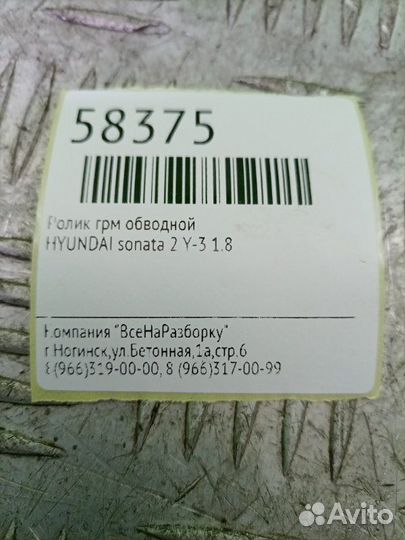 58375
Ролик грм обводной
HYUNDAI sonata 2 Y-3 1.8
Компания "ВсеНаРазборку"
г.Ногинск,ул.Бетонная,1а,стр.6
8(966)319-00-00, 8 (966)317-00-99
Avito